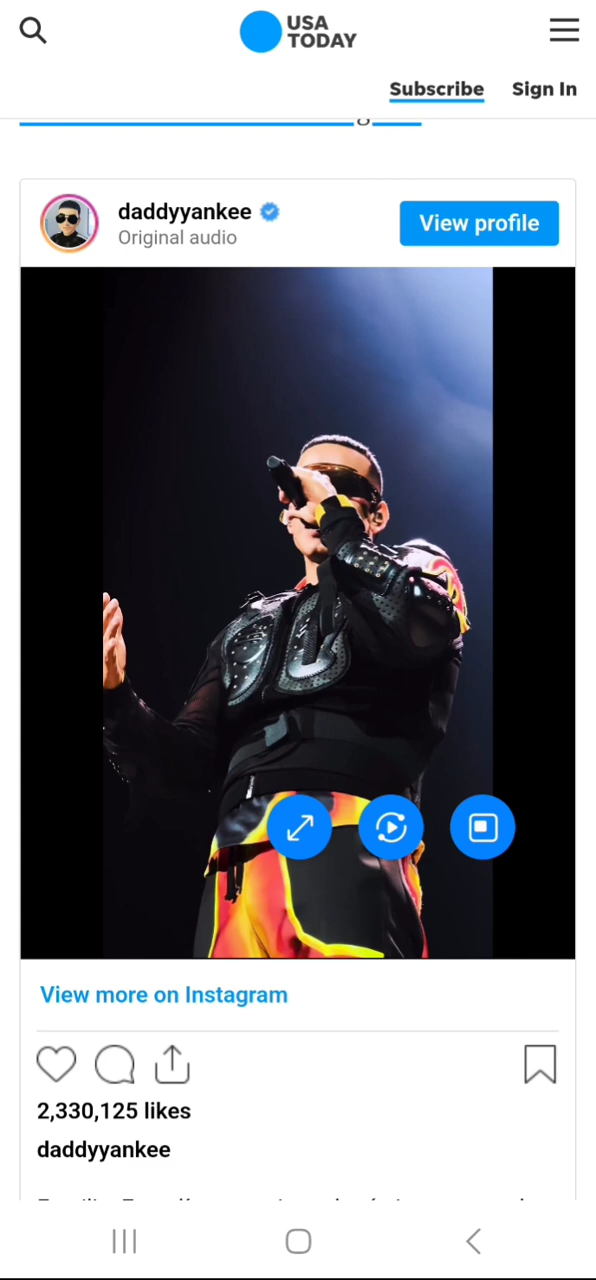 USA
TODAY
Subscribe
Sign In
daddyyankee
Original audio
View profile
View more on Instagram
2,330,125 likes
daddyyankee